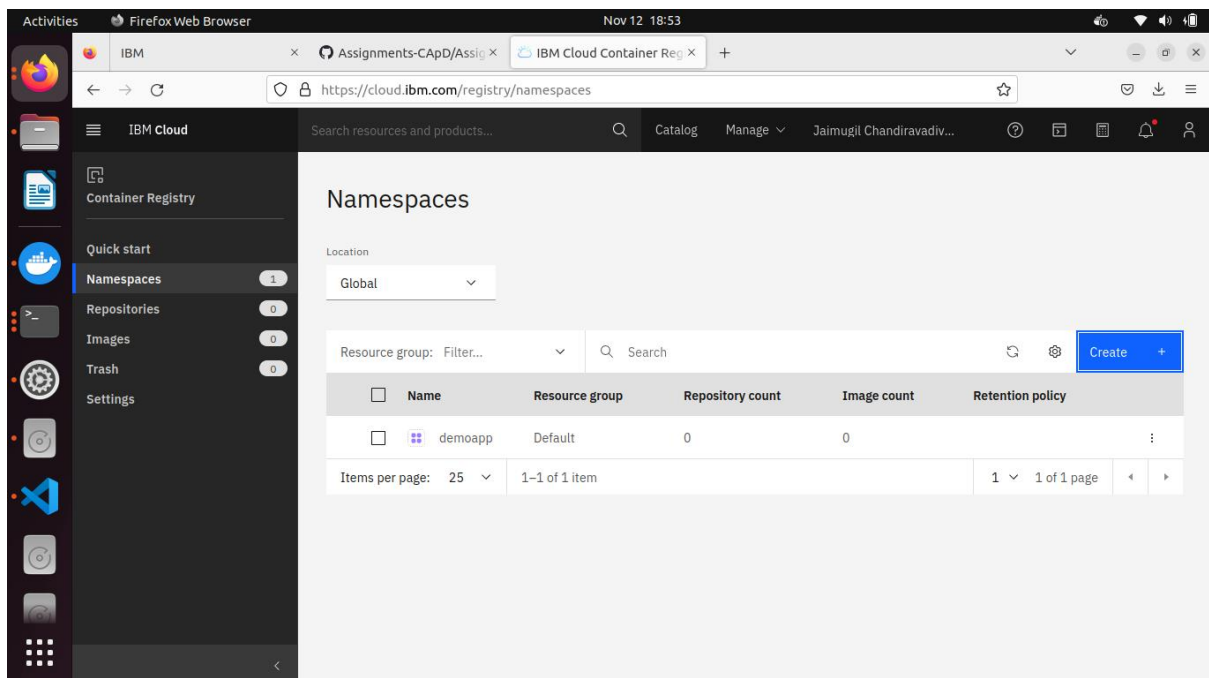 Activities Firefox Web Browser Nov 12 18:53
IBM Assignments-CApD/Assig IBM Cloud Container Reg
https://cloud.ibm.com/registry/namespaces
IBM Cloud Search resources and products... Catalog Manage Jaimugil Chandiravadiv...
Container Registry
Namespaces
Quick start
Location
Namespaces 1
Global
Repositories 0
Images 0
Resource group: Filter... Search Create +
Trash 0
Settings
Name Resource group Repository count Image count Retention policy
demoapp Default 0 0
Items per page: 25 1–1 of 1 item 1 1 of 1 page